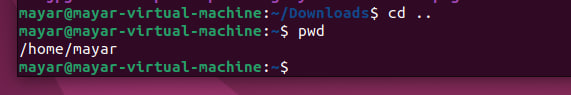 mayar@mayar-virtual-machine:~/Downloads$ cd ..
mayar@mayar-virtual-machine:~$ pwd
/home/mayar
mayar@mayar-virtual-machine:~$